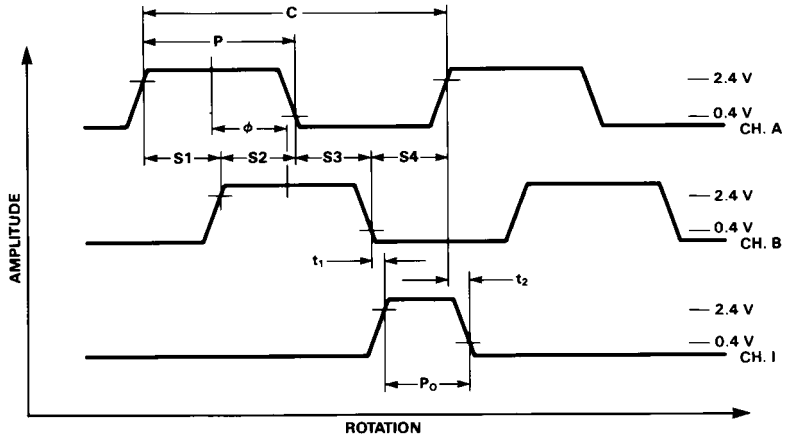 C
P
2.4 V
0.4 V
CH. A
ϕ
S1 S2 S3 S4
2.4 V
0.4 V
CH. B
t₁
t₂
2.4 V
0.4 V
CH. I
P₀
AMPLITUDE
ROTATION